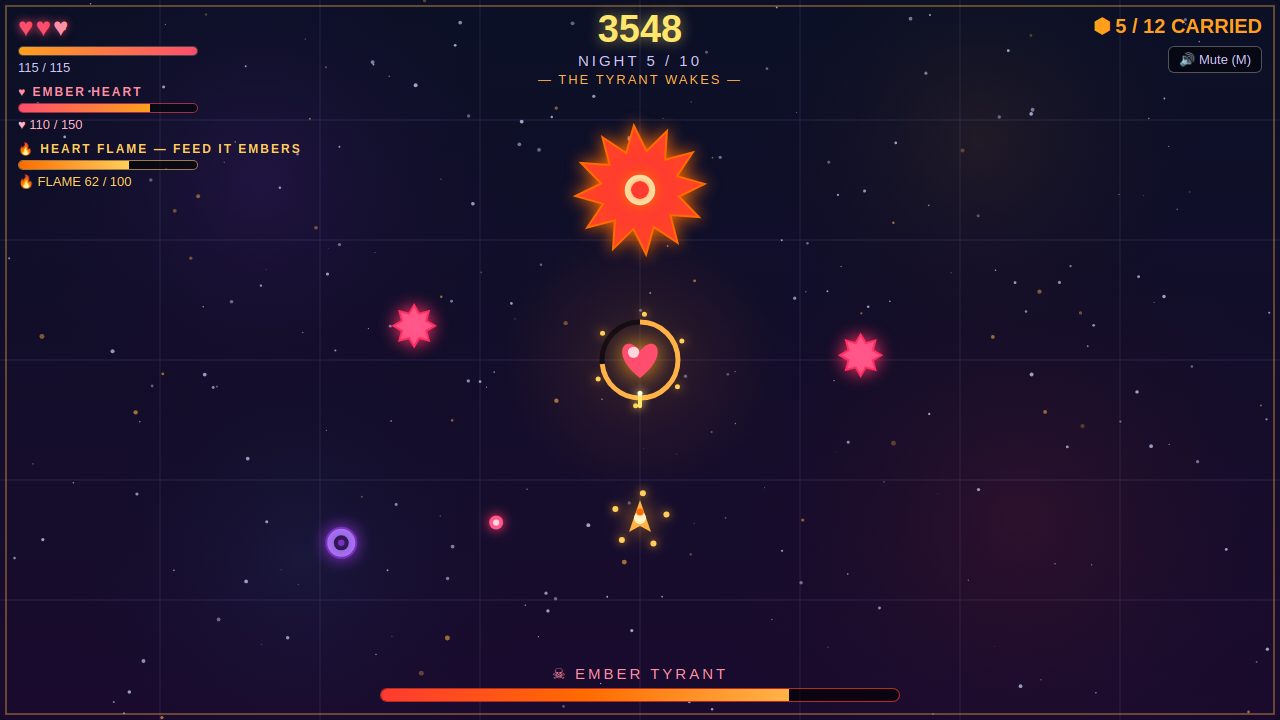 ♥♥♥
115 / 115
♥ EMBER HEART
♥ 110 / 150
🔥 HEART FLAME — FEED IT EMBERS
🔥 FLAME 62 / 100
3548
NIGHT 5 / 10
— THE TYRANT WAKES —
⬢ 5 / 12 CARRIED
🔊 Mute (M)
☠ EMBER TYRANT